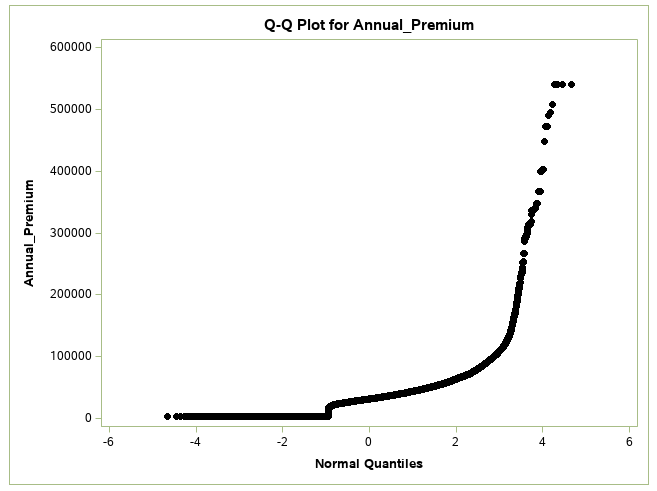 Q-Q Plot for Annual_Premium
600000
500000
400000
300000
200000
100000
0
Annual_Premium
-6 -4 -2 0 2 4 6
Normal Quantiles